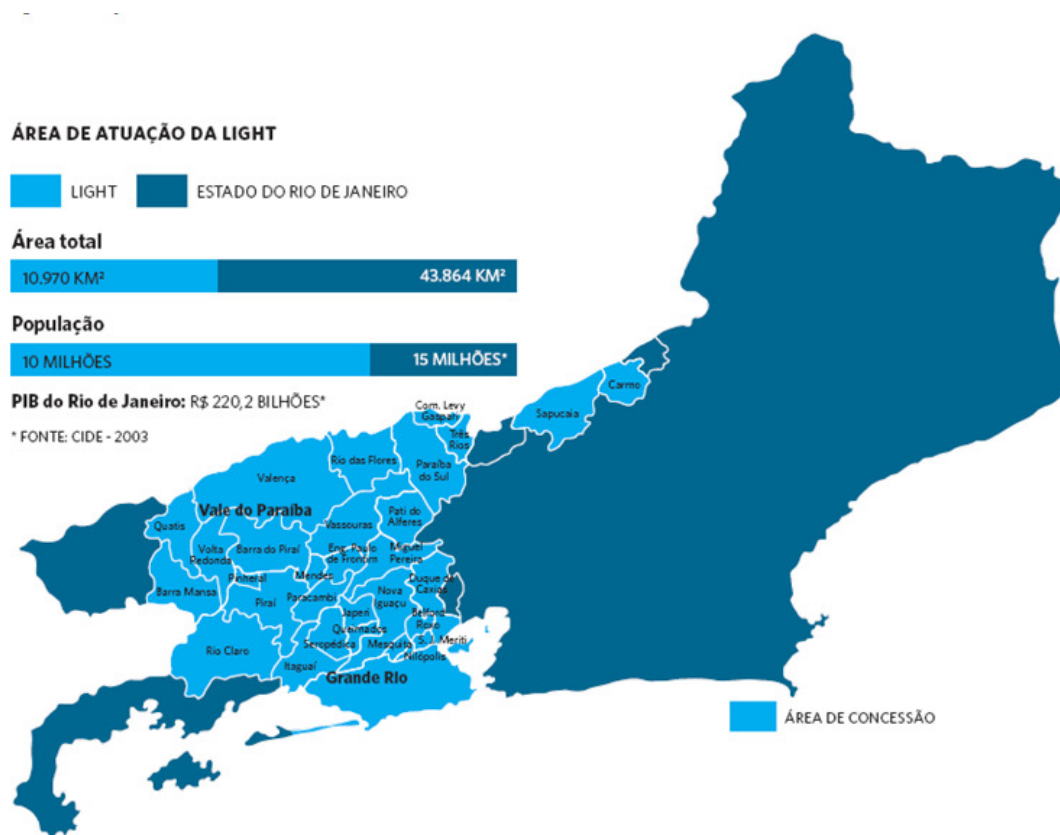 ÁREA DE ATUAÇÃO DA LIGHT
LIGHT
ESTADO DO RIO DE JANEIRO
Área total
10.970 KM²
43.864 KM²
População
10 MILHÕES
15 MILHÕES*
PIB do Rio de Janeiro: R$ 220,2 BILHÕES*
* FONTE: CIDE - 2003
Carmo
Sapucaia
Com. Levy
Gasparian
Três
Rios
Rio das Flores
Paraíba
do Sul
Valença
Vale do Paraíba
Quatis
Vassouras
Pati do
Alferes
Volta
Redonda
Barra do Piraí
Eng. Paulo
de Frontim
Miguel
Pereira
Pinheral
Mendes
Duque de
Caxias
Barra Mansa
Piraí
Paracambi
Nova
Iguaçu
Japeri
Belford
Roxo
Queimados
Seropédica
Mesquita
S. J. Meriti
Nilópolis
Rio Claro
Itaguaí
Grande Rio
ÁREA DE CONCESSÃO